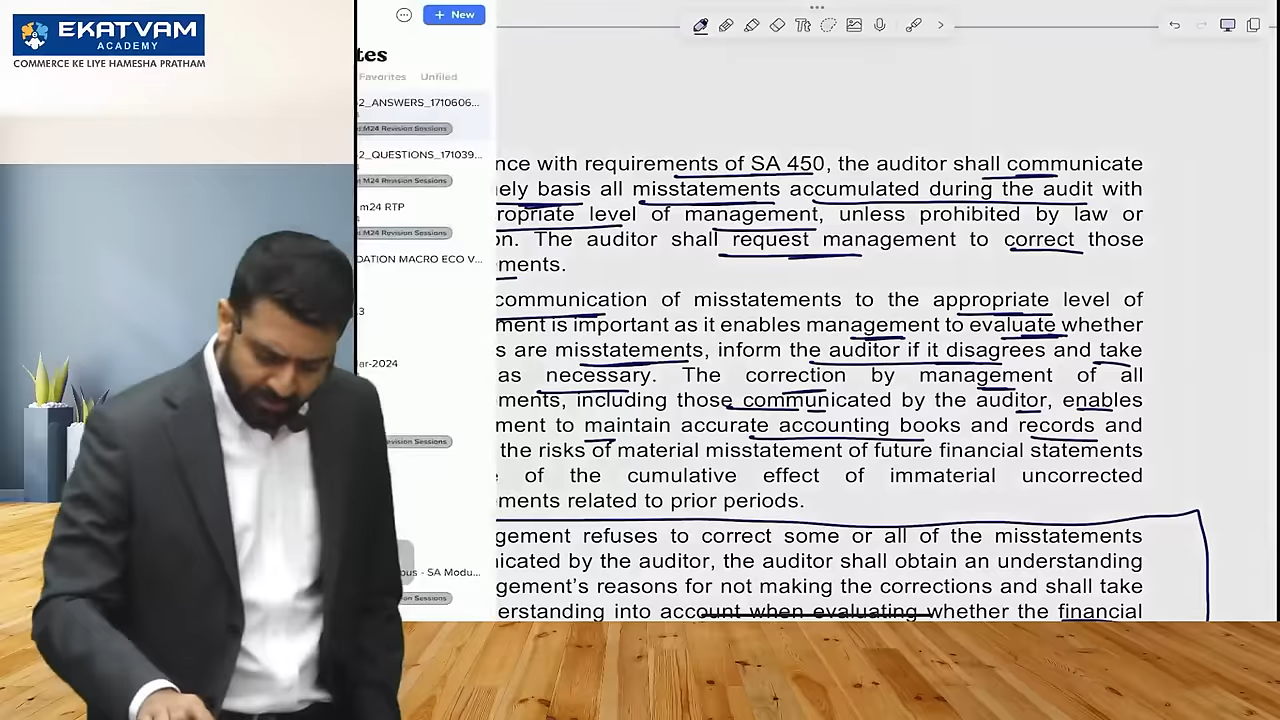 EKATVAM
ACADEMY
COMMERCE KE LIYE HAMESHA PRATHAM
+ New
tes
Favorites Unfiled
2_ANSWERS_1710606...
M24 Revision Sessions
2_QUESTIONS_171039...
M24 Revision Sessions
m24 RTP
M24 Revision Sessions
DATION MACRO ECO V...
3
ar-2024
evision Sessions
ous - SA Modu...
on Sessions
nce with requirements of SA 450, the auditor shall communicate
ely basis all misstatements accumulated during the audit with
ropriate level of management, unless prohibited by law or
on. The auditor shall request management to correct those
ments.
communication of misstatements to the appropriate level of
ment is important as it enables management to evaluate whether
s are misstatements, inform the auditor if it disagrees and take
as necessary. The correction by management of all
ments, including those communicated by the auditor, enables
ment to maintain accurate accounting books and records and
the risks of material misstatement of future financial statements
e of the cumulative effect of immaterial uncorrected
ments related to prior periods.
gement refuses to correct some or all of the misstatements
icated by the auditor, the auditor shall obtain an understanding
gement's reasons for not making the corrections and shall take
erstanding into account when evaluating whether the financial